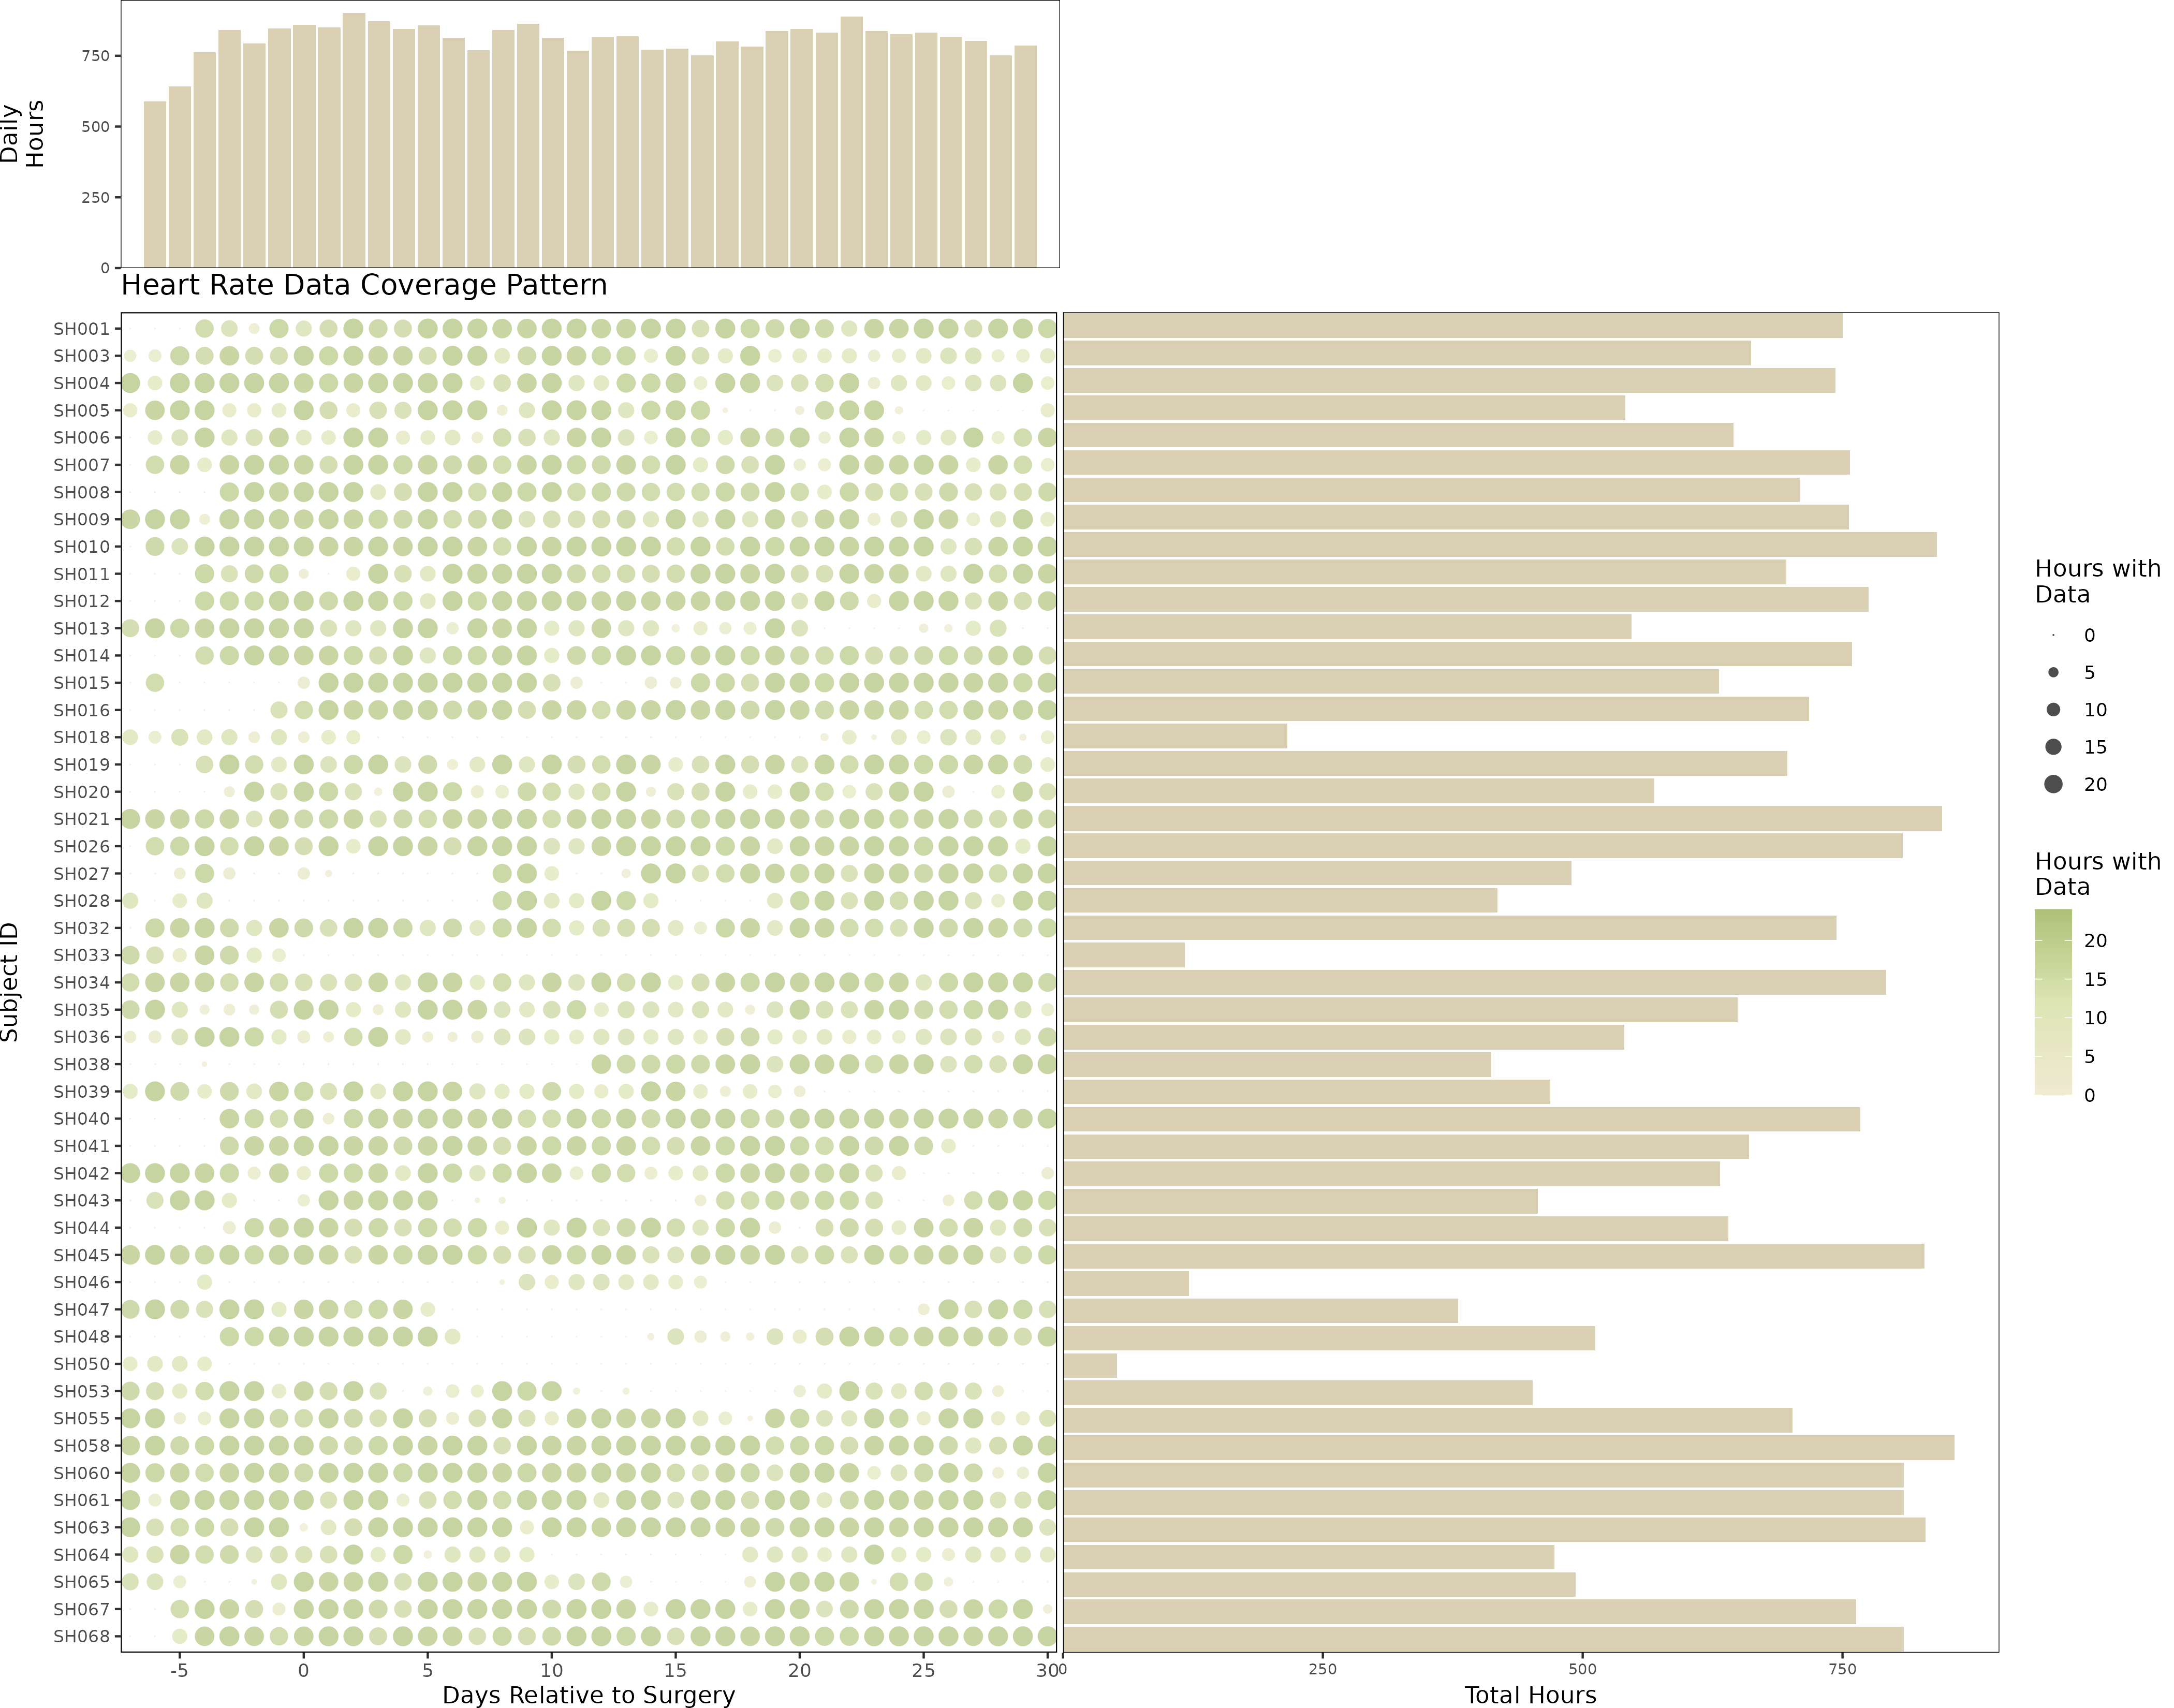 Daily
Hours
750
500
250
0
Heart Rate Data Coverage Pattern
Subject ID
SH001
SH003
SH004
SH005
SH006
SH007
SH008
SH009
SH010
SH011
SH012
SH013
SH014
SH015
SH016
SH018
SH019
SH020
SH021
SH026
SH027
SH028
SH032
SH033
SH034
SH035
SH036
SH038
SH039
SH040
SH041
SH042
SH043
SH044
SH045
SH046
SH047
SH048
SH050
SH053
SH055
SH058
SH060
SH061
SH063
SH064
SH065
SH067
SH068
-5 0 5 10 15 20 25 30
Days Relative to Surgery
0 250 500 750
Total Hours
Hours with
Data
0
5
10
15
20
Hours with
Data
20
15
10
5
0